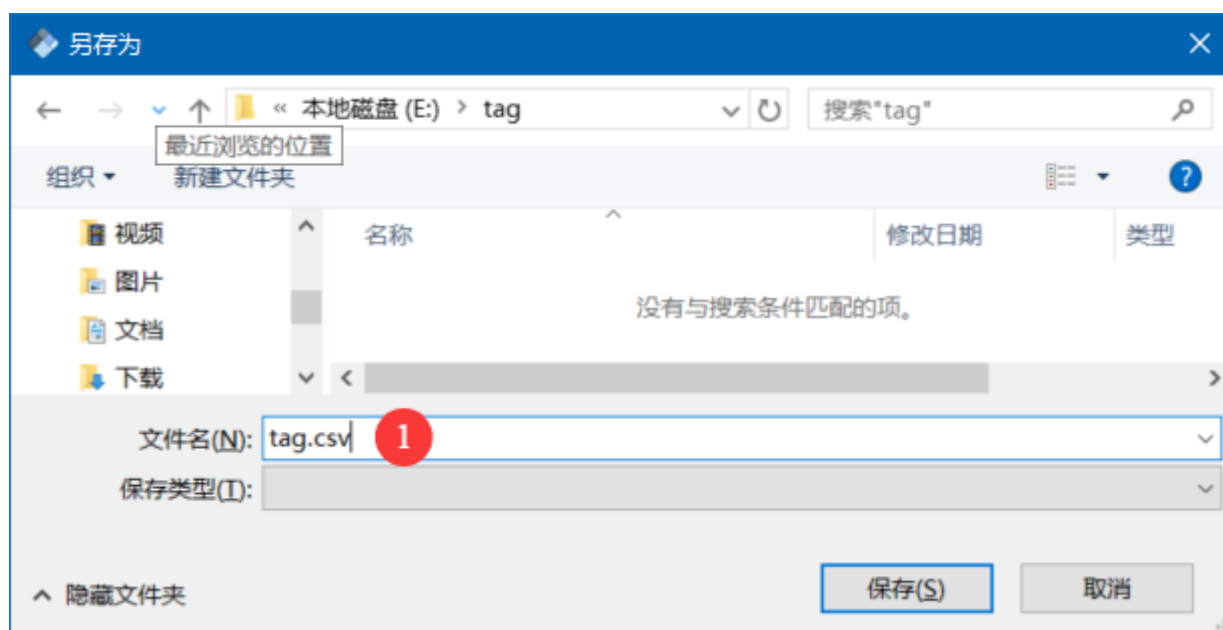 另存为
« 本地磁盘 (E:) > tag
搜索"tag"
最近浏览的位置
组织 新建文件夹
视频
名称 修改日期 类型
图片
没有与搜索条件匹配的项。
文档
下载
文件名(N): tag.csv 1
保存类型(T):
隐藏文件夹 保存(S) 取消